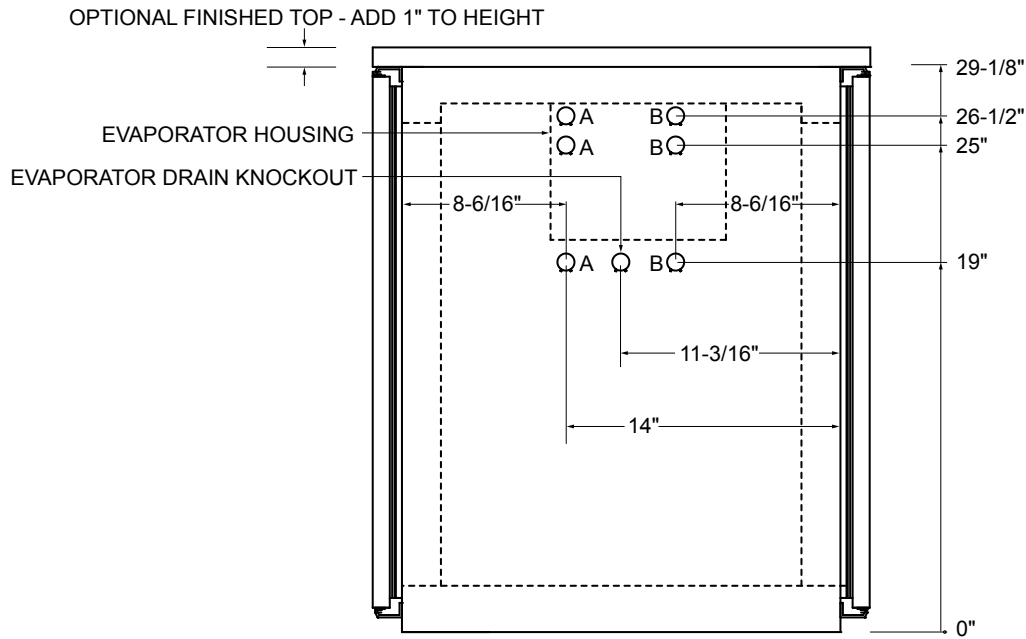 OPTIONAL FINISHED TOP - ADD 1" TO HEIGHT
29-1/8"
EVAPORATOR HOUSING
A
B
26-1/2"
A
B
25"
EVAPORATOR DRAIN KNOCKOUT
8-6/16"
8-6/16"
A
B
19"
11-3/16"
14"
0"